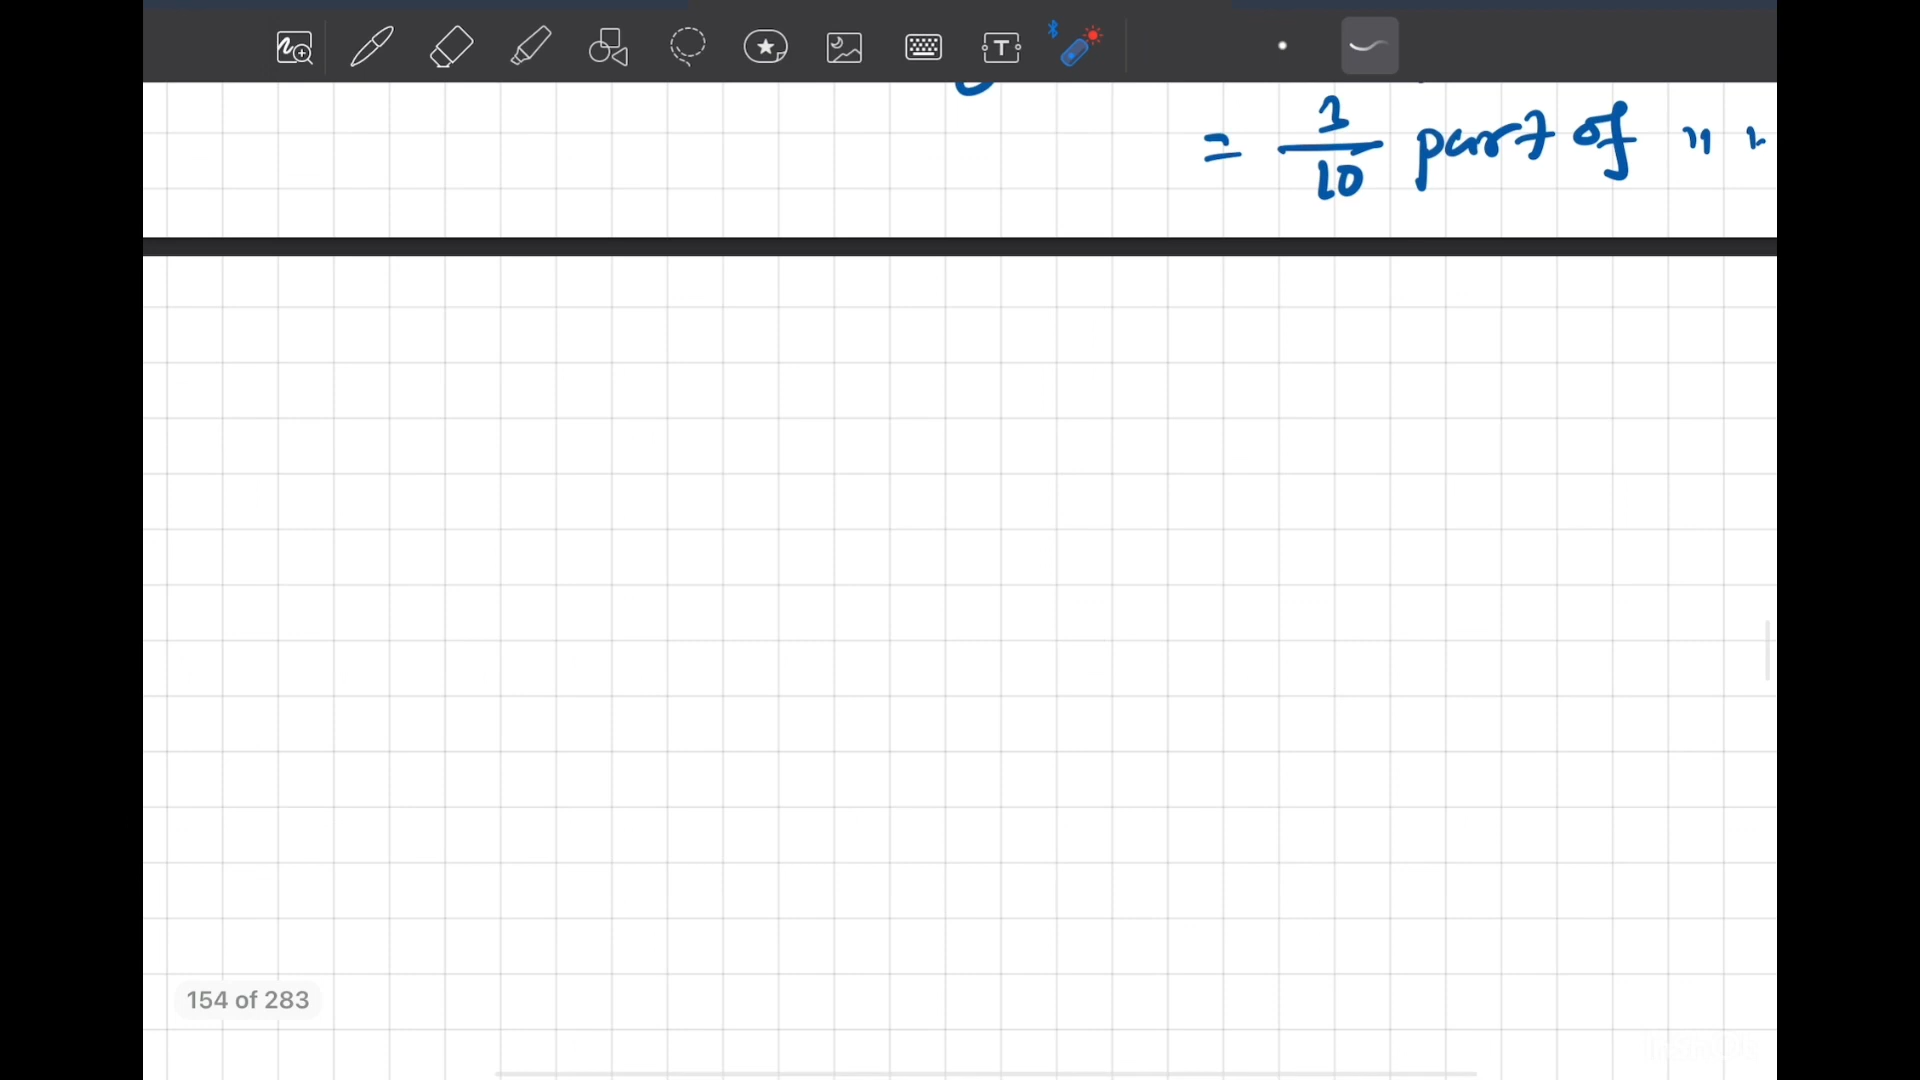 = 1/10 part of " "
154 of 283